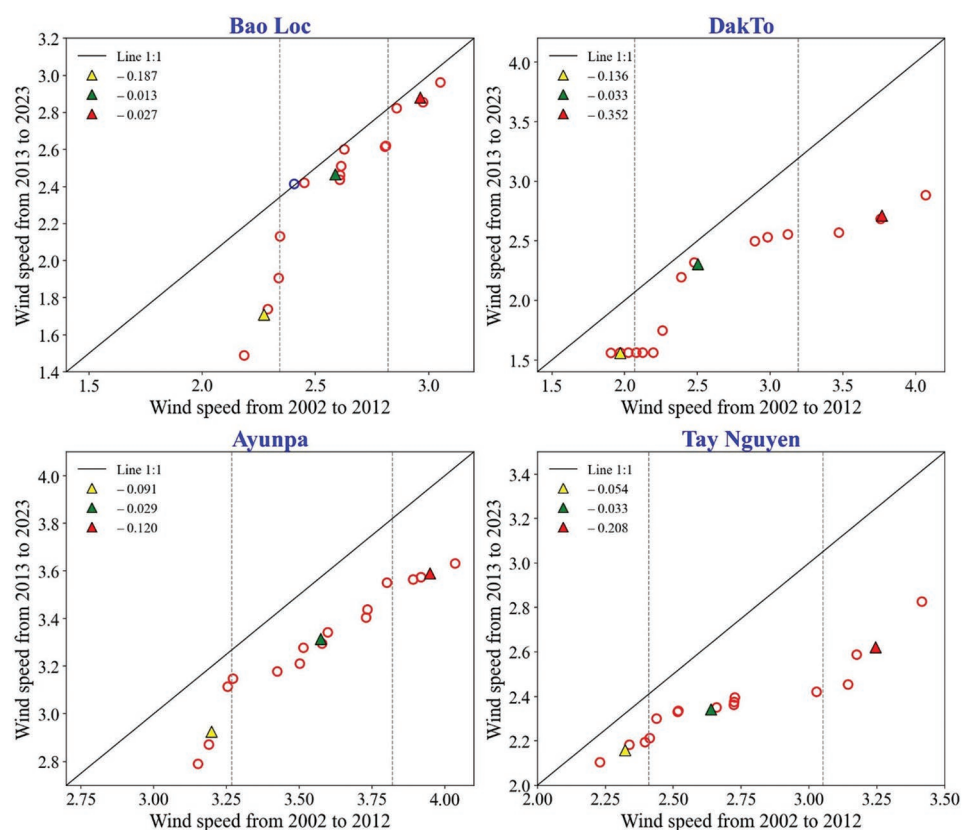 Bao Loc
3.2
3.0
2.8
2.6
2.4
2.2
2.0
1.8
1.6
1.4
Wind speed from 2013 to 2023
Line 1:1
−0.187
−0.013
−0.027
1.5 2.0 2.5 3.0
Wind speed from 2002 to 2012
DakTo
4.0
3.5
3.0
2.5
2.0
1.5
Wind speed from 2013 to 2023
Line 1:1
−0.136
−0.033
−0.352
1.5 2.0 2.5 3.0 3.5 4.0
Wind speed from 2002 to 2012
Ayunpa
4.0
3.8
3.6
3.4
3.2
3.0
2.8
Wind speed from 2013 to 2023
Line 1:1
−0.091
−0.029
−0.120
2.75 3.00 3.25 3.50 3.75 4.00
Wind speed from 2002 to 2012
Tay Nguyen
3.4
3.2
3.0
2.8
2.6
2.4
2.2
2.0
Wind speed from 2013 to 2023
Line 1:1
−0.054
−0.033
−0.208
2.00 2.25 2.50 2.75 3.00 3.25 3.50
Wind speed from 2002 to 2012